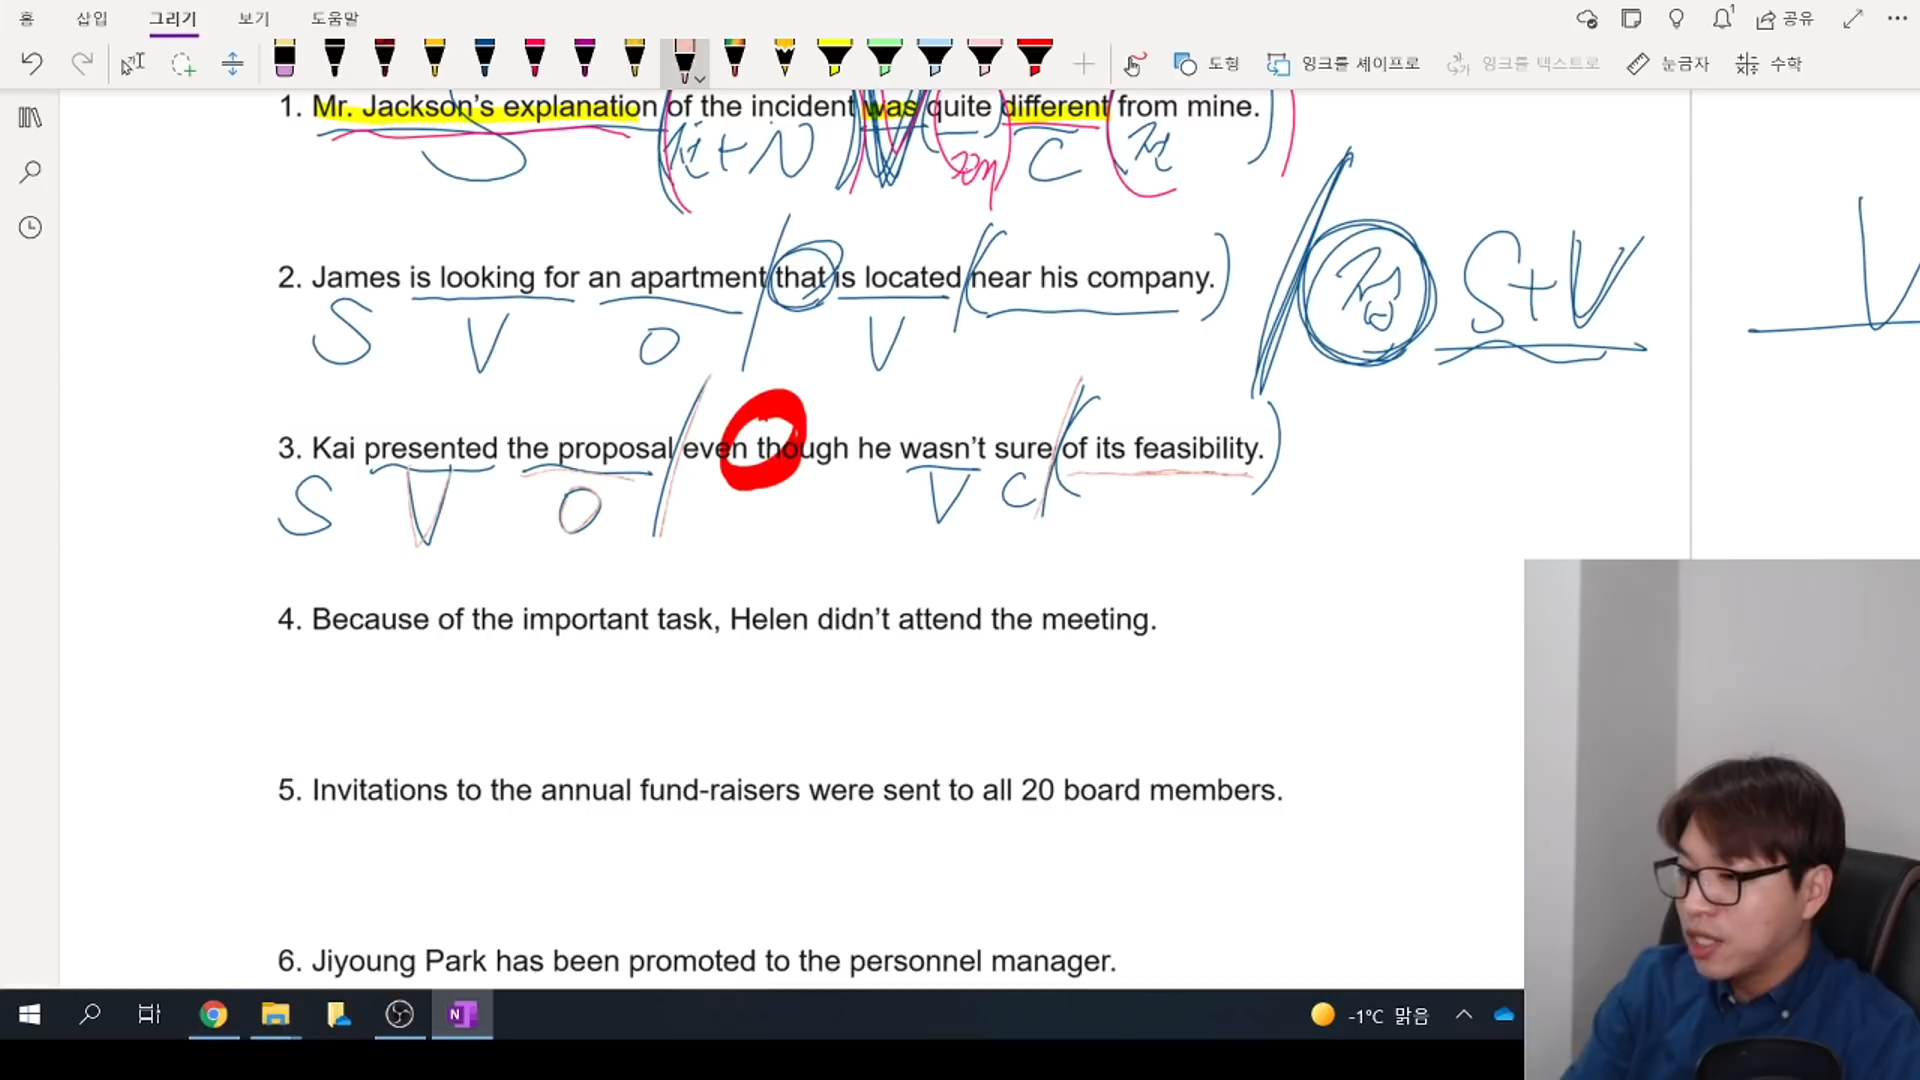 홈 삽입 그리기 보기 도움말 1 공유
도형 잉크를 셰이프로 잉크를 텍스트로 눈금자 수학
1. Mr. Jackson's explanation of the incident was quite different from mine.
S 전+N V C 전
2. James is looking for an apartment that is located near his company.
S V O V 접 S+V V
3. Kai presented the proposal even though he wasn't sure of its feasibility.
S V O V C
4. Because of the important task, Helen didn't attend the meeting.
5. Invitations to the annual fund-raisers were sent to all 20 board members.
6. Jiyoung Park has been promoted to the personnel manager.
N -1°C 맑음